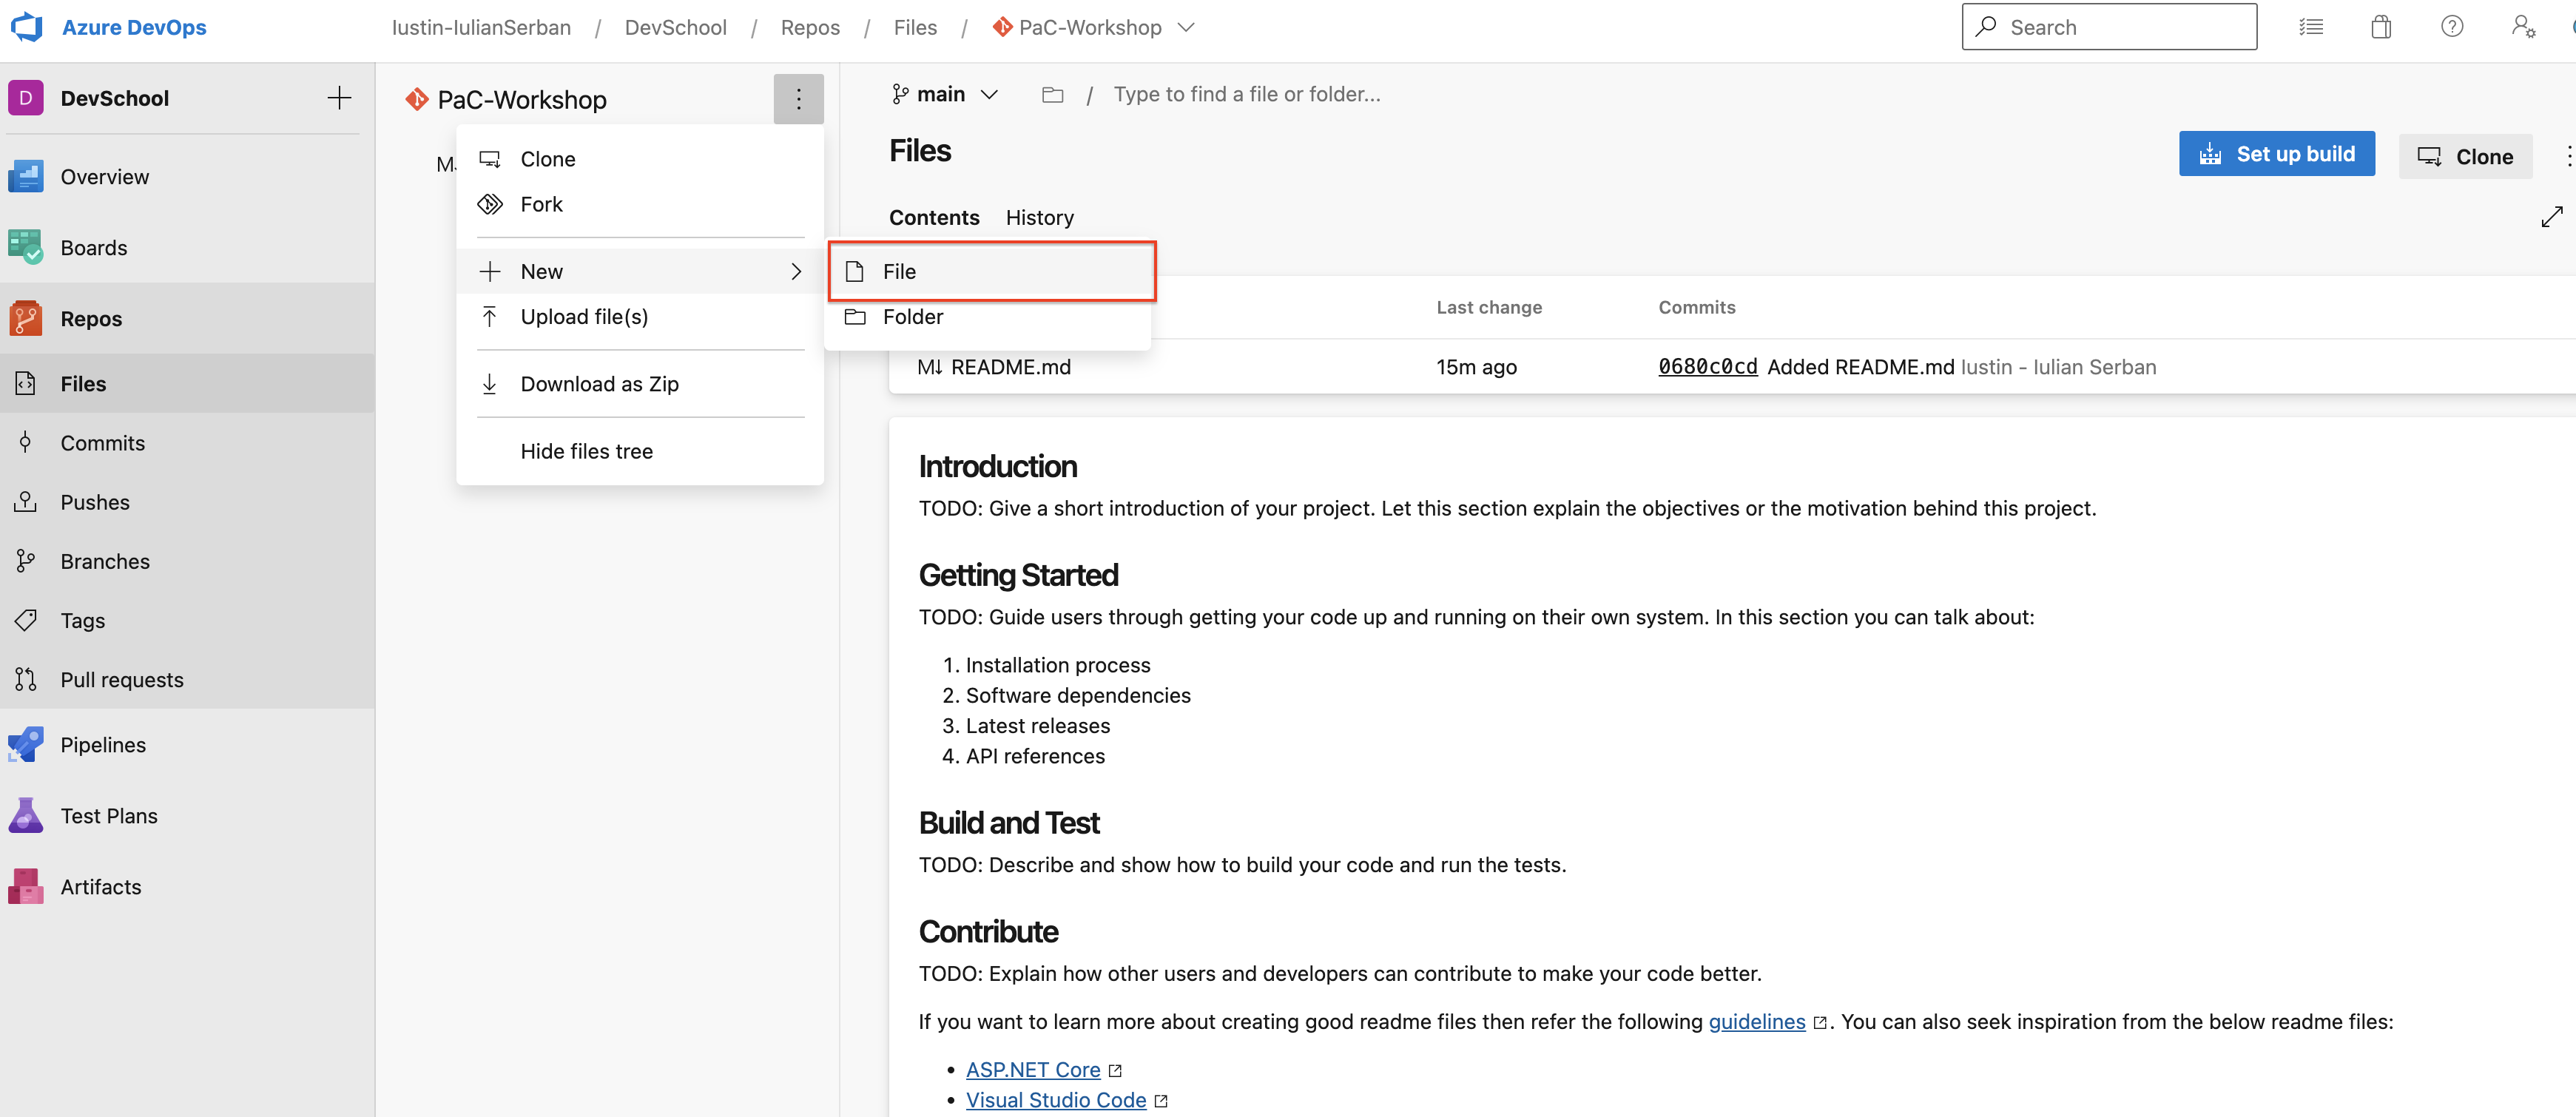 Azure DevOps
Iustin-IulianSerban / DevSchool / Repos / Files / PaC-Workshop
Search
D DevSchool
Overview
Boards
Repos
Files
Commits
Pushes
Branches
Tags
Pull requests
Pipelines
Test Plans
Artifacts
PaC-Workshop
Clone
Fork
New
Upload file(s)
Download as Zip
Hide files tree
File
Folder
main / Type to find a file or folder...
Files
Set up build
Clone
Contents History
Last change Commits
M↓ README.md 15m ago 0680c0cd Added README.md Iustin - Iulian Serban
Introduction
TODO: Give a short introduction of your project. Let this section explain the objectives or the motivation behind this project.
Getting Started
TODO: Guide users through getting your code up and running on their own system. In this section you can talk about:
1. Installation process
2. Software dependencies
3. Latest releases
4. API references
Build and Test
TODO: Describe and show how to build your code and run the tests.
Contribute
TODO: Explain how other users and developers can contribute to make your code better.
If you want to learn more about creating good readme files then refer the following guidelines. You can also seek inspiration from the below readme files:
• ASP.NET Core
• Visual Studio Code